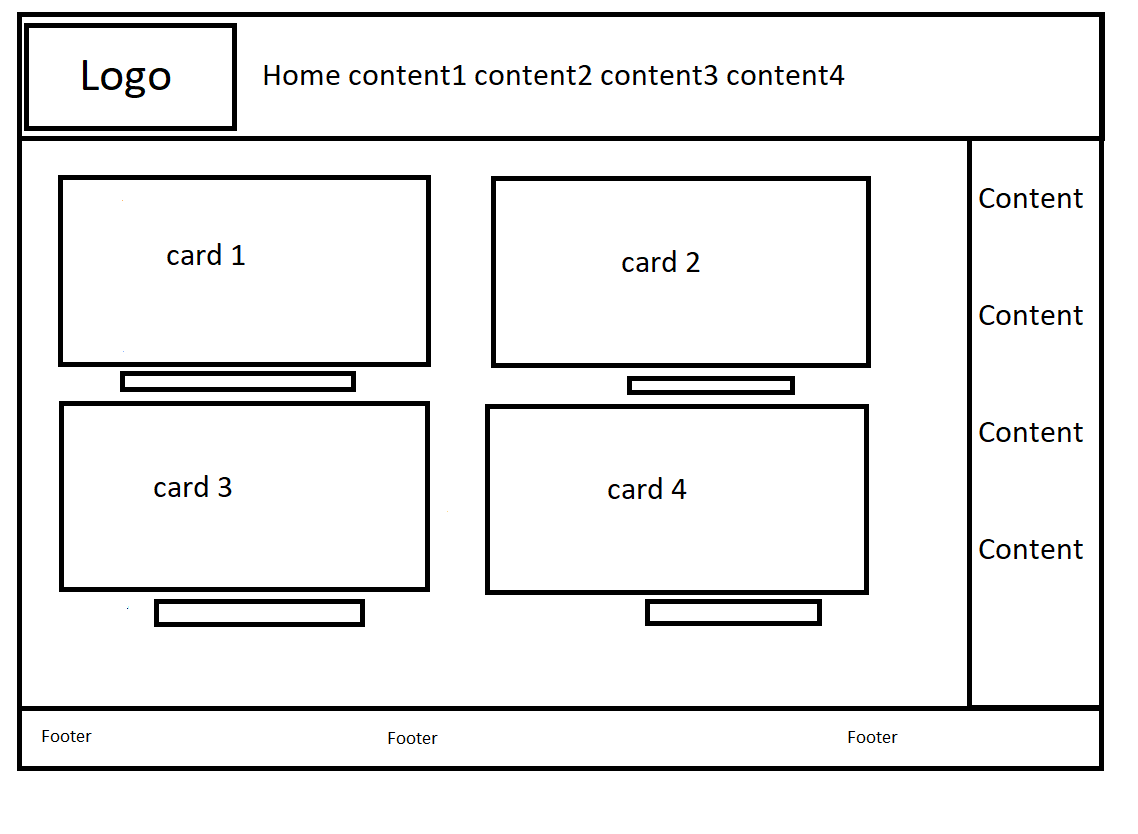 Logo
Home content1 content2 content3 content4
card 1
card 2
card 3
card 4
Content
Content
Content
Content
Footer
Footer
Footer